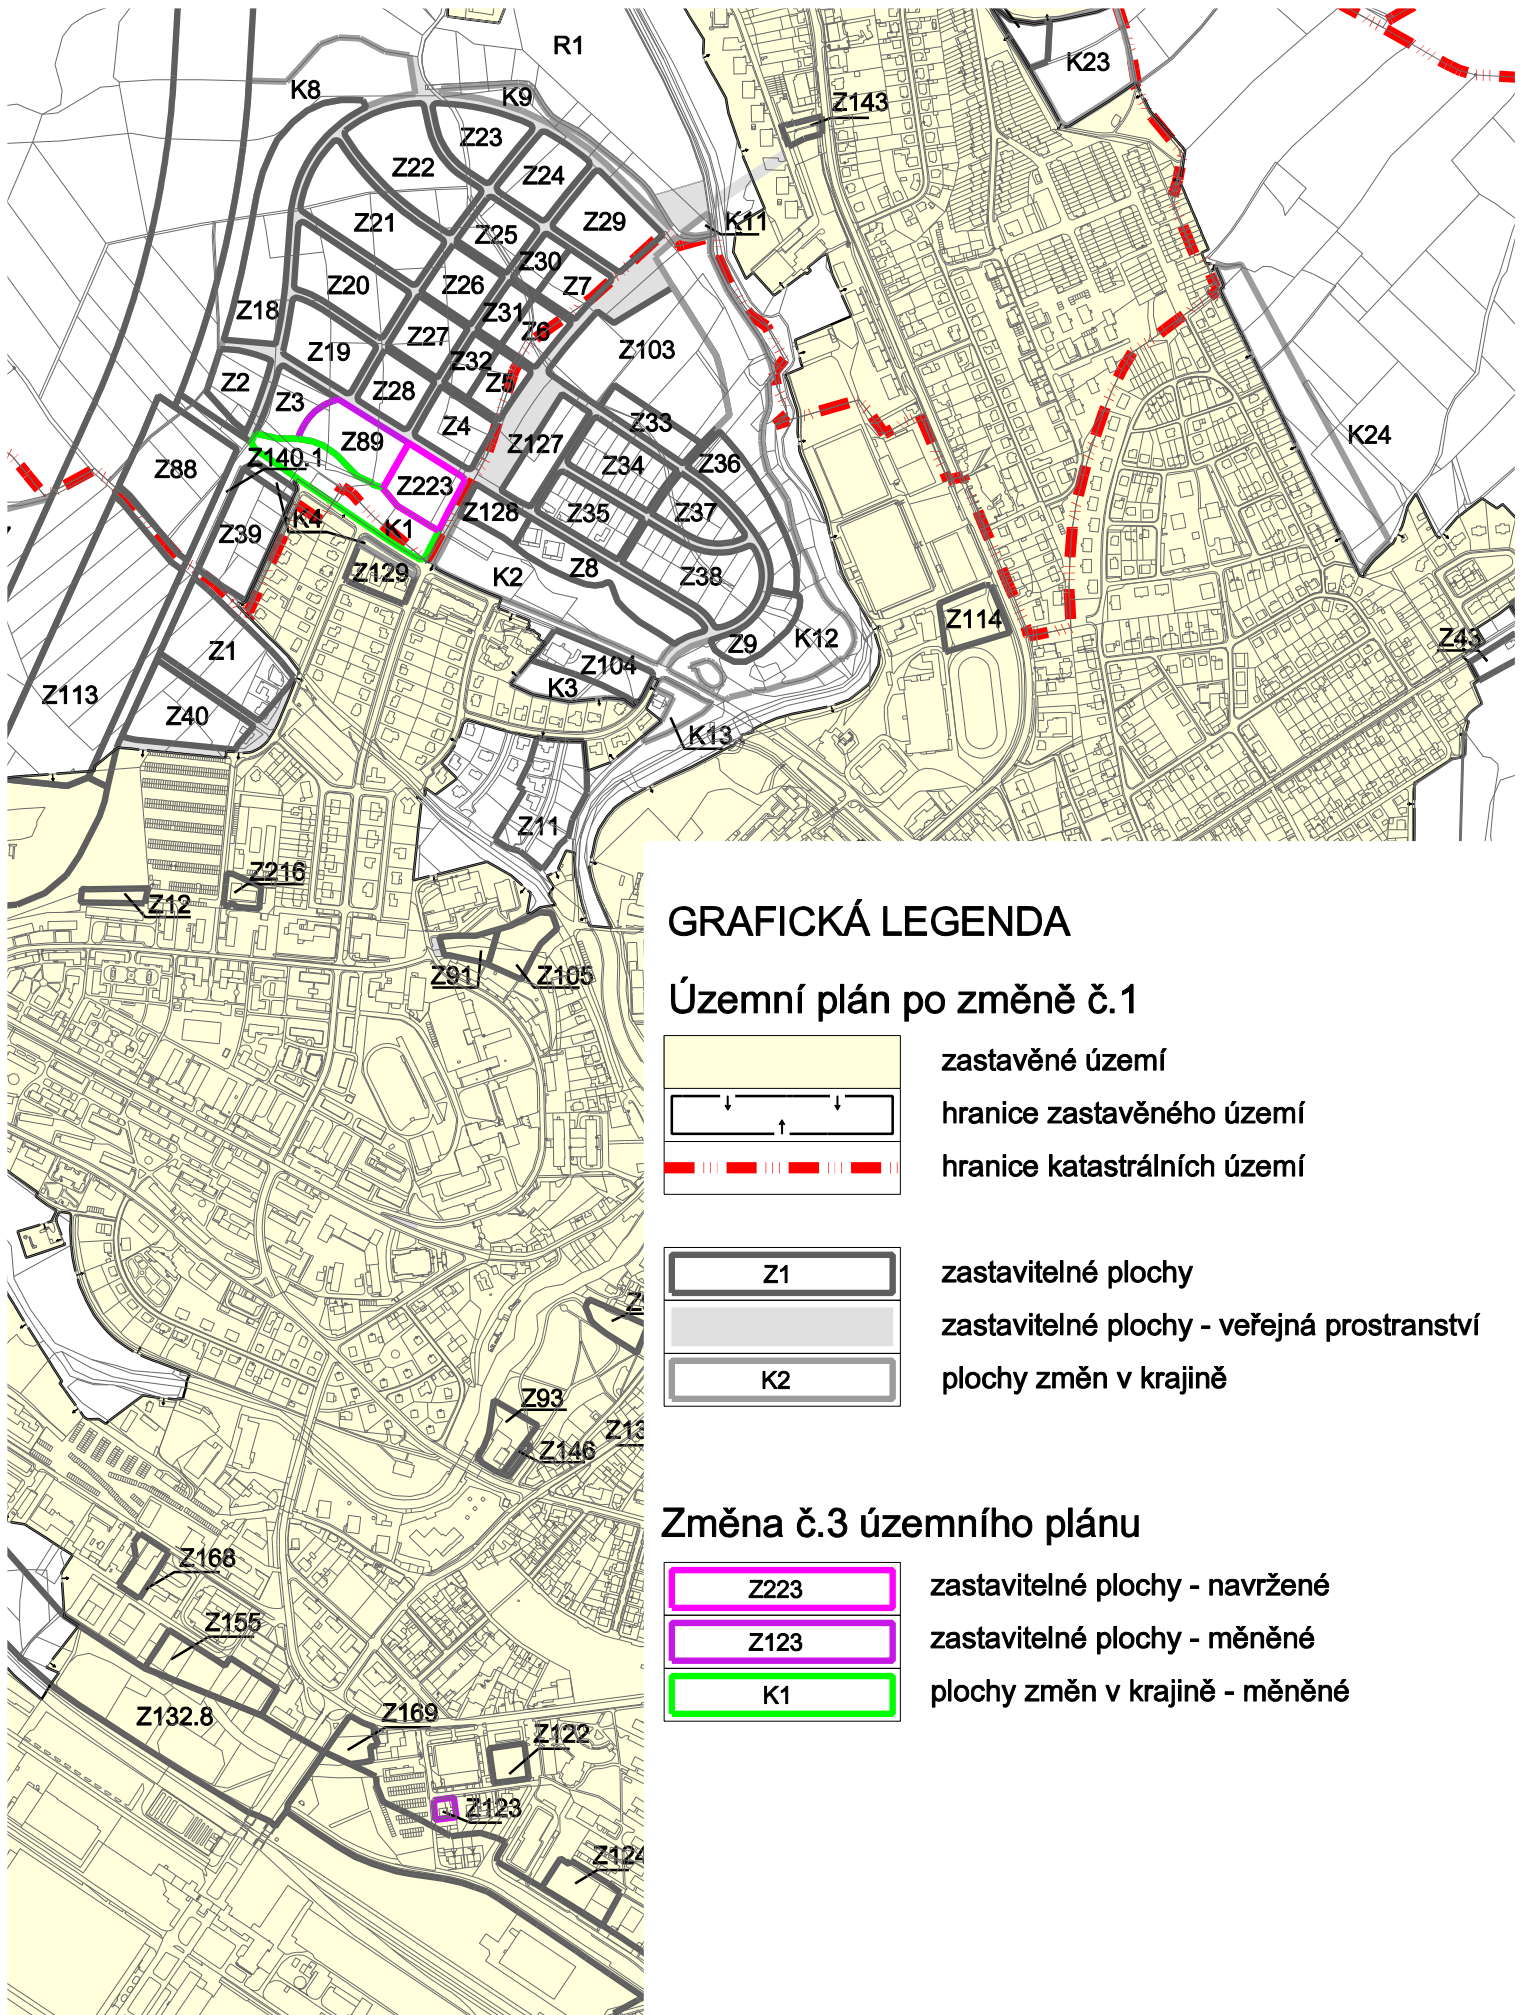 R1
K23
K8
K9
Z143
Z23
Z22
Z24
Z21
Z29
K11
Z25
Z30
Z20
Z26
Z7
Z18
Z31
Z6
Z27
Z103
Z19
Z32
Z2
Z3
Z28
Z5
Z4
Z33
Z89
Z127
Z36
K24
Z140.1
Z34
Z88
Z223
Z128
Z35
Z37
K4
K1
Z39
Z129
K2
Z8
Z38
Z114
Z9
K12
Z43
Z1
Z104
K3
Z113
Z40
K13
Z11
Z216
Z12
Z91
Z105
Z93
Z146
Z168
Z155
Z132.8
Z169
Z122
Z123
Z124
GRAFICKÁ LEGENDA
Územní plán po změně č.1
zastavěné území
hranice zastavěného území
hranice katastrálních území
Z1 zastavitelné plochy
zastavitelné plochy - veřejná prostranství
K2 plochy změn v krajině
Změna č.3 územního plánu
Z223 zastavitelné plochy - navržené
Z123 zastavitelné plochy - měněné
K1 plochy změn v krajině - měněné